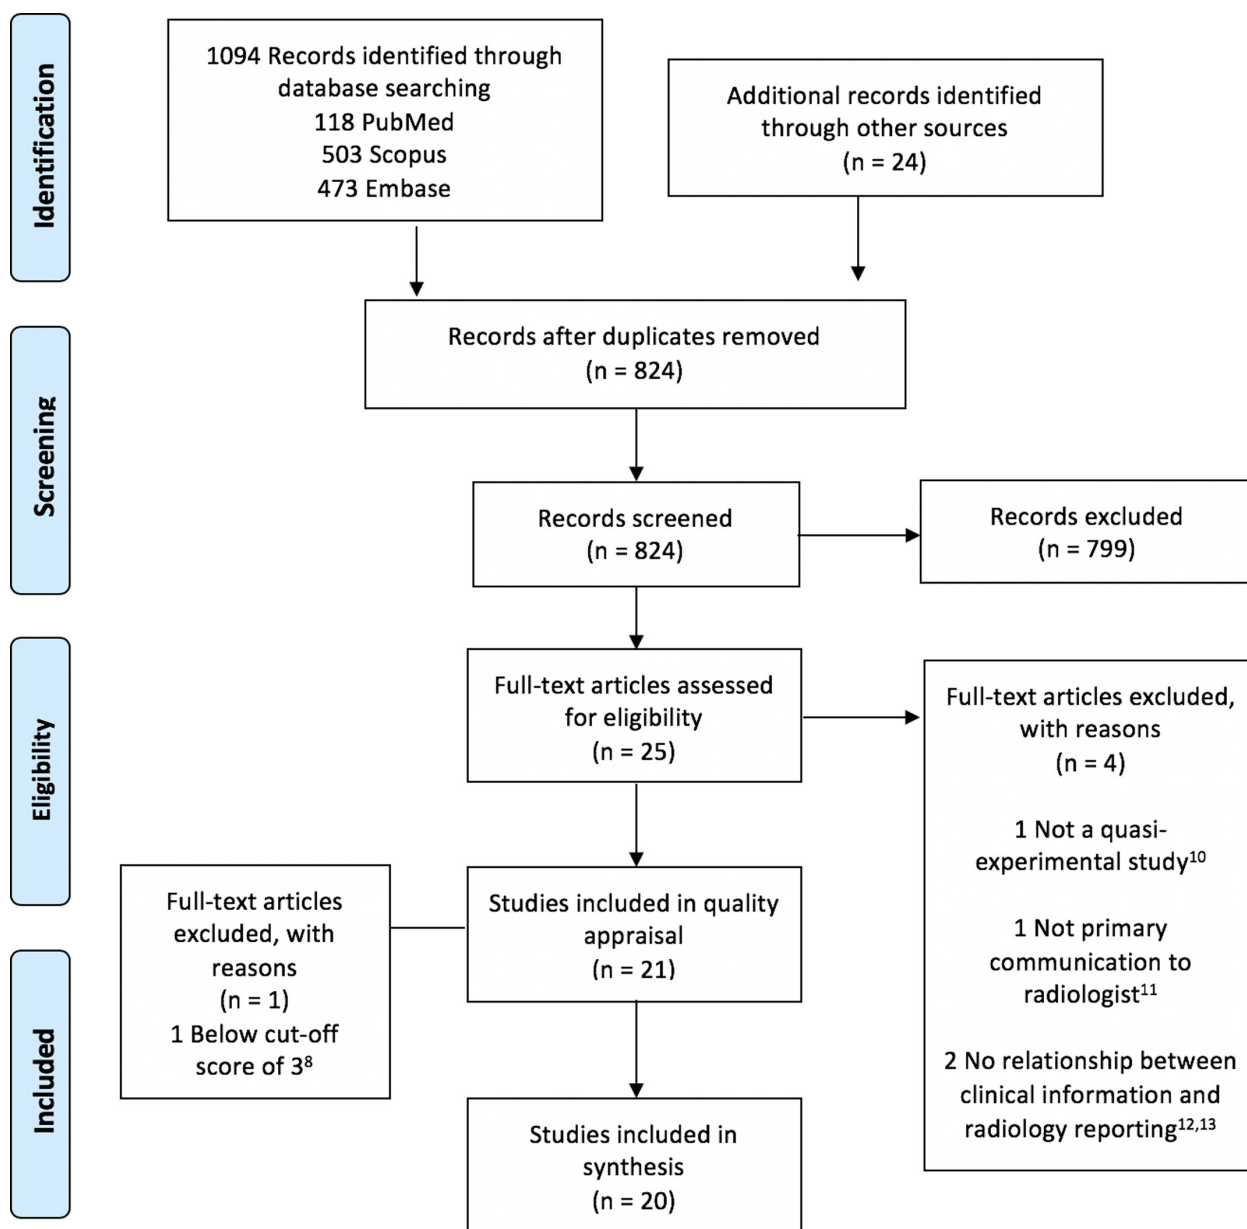 Identification
1094 Records identified through
database searching
118 PubMed
503 Scopus
473 Embase
Additional records identified
through other sources
(n = 24)
Screening
Records after duplicates removed
(n = 824)
Records screened
(n = 824)
Records excluded
(n = 799)
Eligibility
Full-text articles assessed
for eligibility
(n = 25)
Full-text articles excluded,
with reasons
(n = 4)
1 Not a quasi-
experimental study¹⁰
1 Not primary
communication to
radiologist¹¹
2 No relationship between
clinical information and
radiology reporting¹²,¹³
Studies included in quality
appraisal
(n = 21)
Full-text articles
excluded, with
reasons
(n = 1)
1 Below cut-off
score of 3⁸
Included
Studies included in
synthesis
(n = 20)